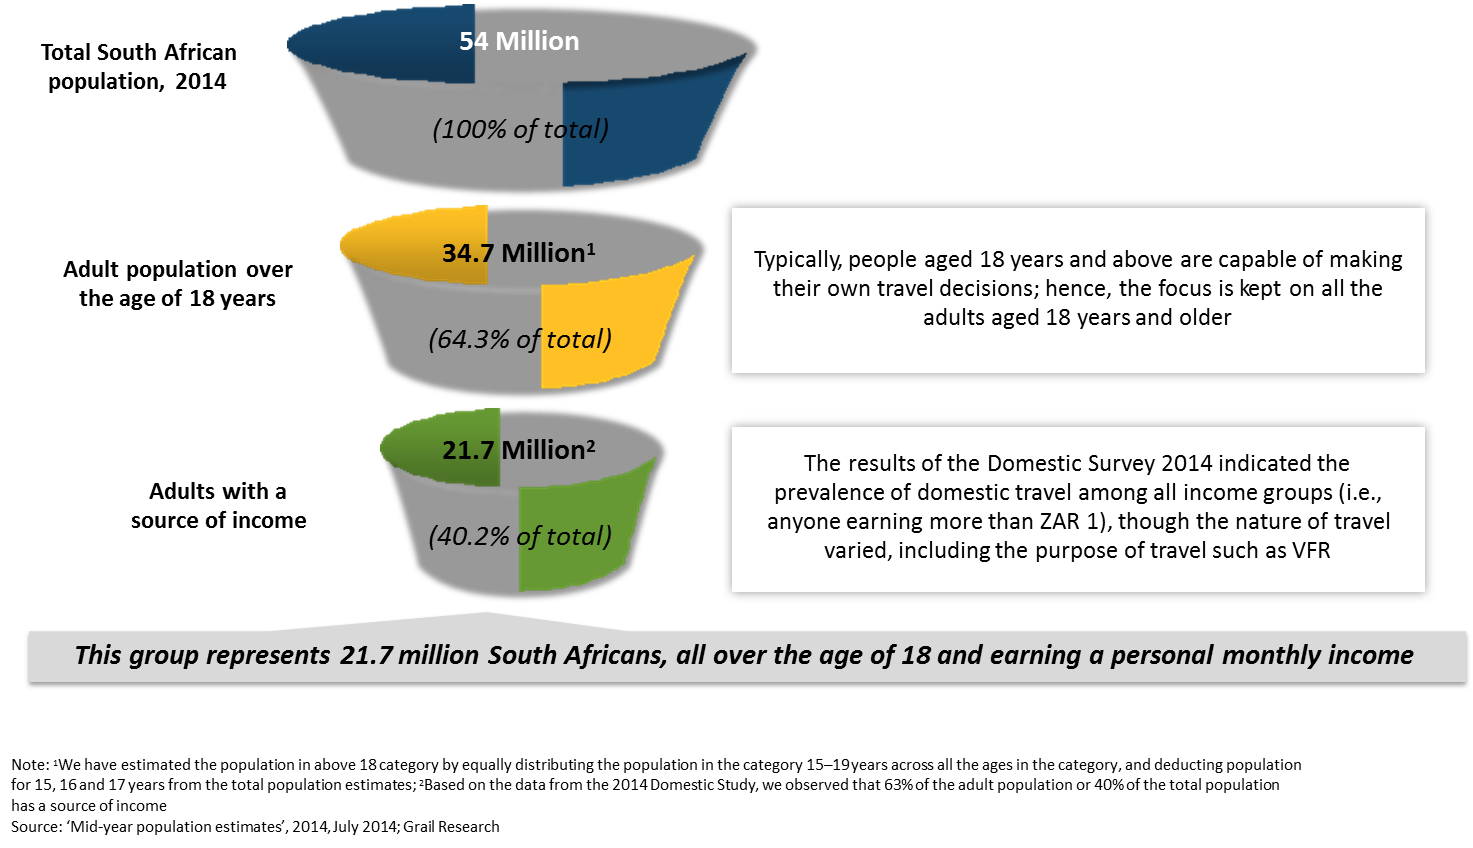 Total South African
population, 2014
54 Million
(100% of total)
Adult population over
the age of 18 years
34.7 Million¹
(64.3% of total)
Typically, people aged 18 years and above are capable of making
their own travel decisions; hence, the focus is kept on all the
adults aged 18 years and older
Adults with a
source of income
21.7 Million²
(40.2% of total)
The results of the Domestic Survey 2014 indicated the
prevalence of domestic travel among all income groups (i.e.,
anyone earning more than ZAR 1), though the nature of travel
varied, including the purpose of travel such as VFR
This group represents 21.7 million South Africans, all over the age of 18 and earning a personal monthly income
Note: ¹We have estimated the population in above 18 category by equally distributing the population in the category 15–19 years across all the ages in the category, and deducting population
for 15, 16 and 17 years from the total population estimates; ²Based on the data from the 2014 Domestic Study, we observed that 63% of the adult population or 40% of the total population
has a source of income
Source: ‘Mid-year population estimates’, 2014, July 2014; Grail Research